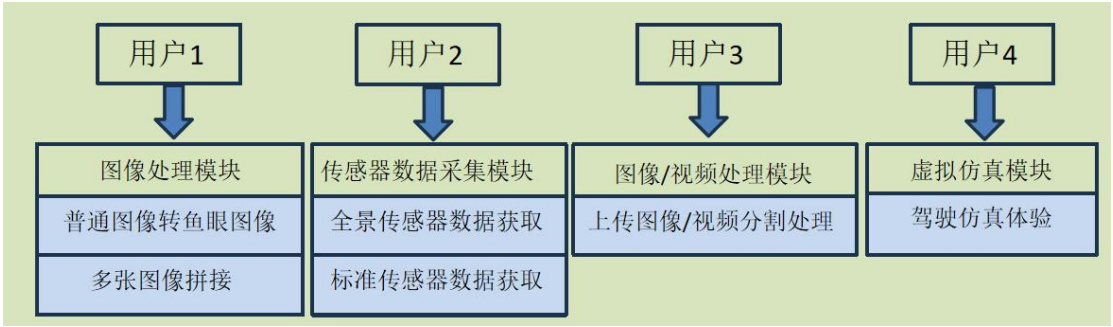 用户1
用户2
用户3
用户4
图像处理模块
传感器数据采集模块
图像/视频处理模块
虚拟仿真模块
普通图像转鱼眼图像
全景传感器数据获取
上传图像/视频分割处理
驾驶仿真体验
多张图像拼接
标准传感器数据获取